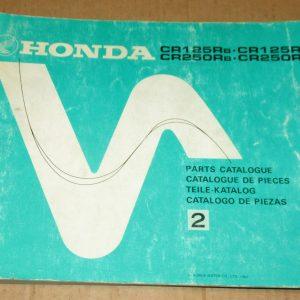 HONDA
CR125RB·CR125R
CR250RB·CR250R
PARTS CATALOGUE
CATALOGUE DE PIECES
TEILE-KATALOG
CATALOGO DE PIEZAS
2